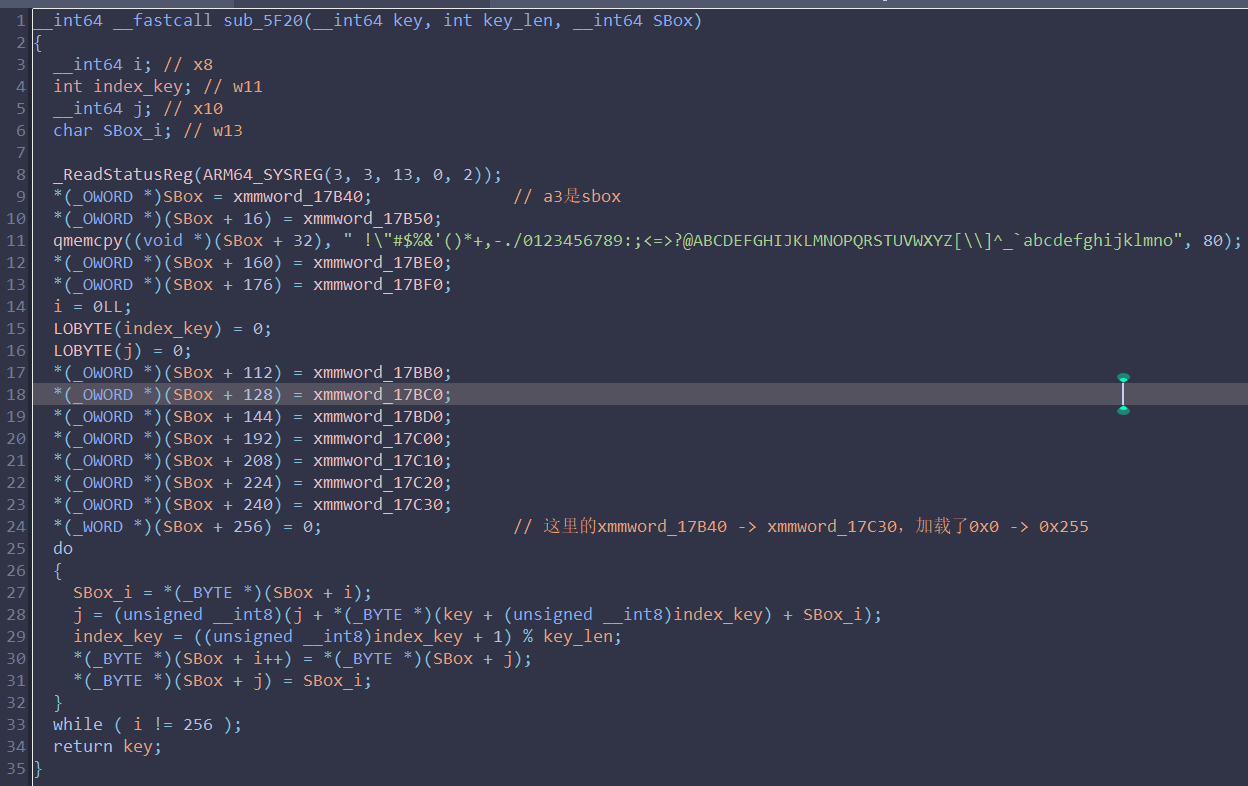 1 __int64 __fastcall sub_5F20(__int64 key, int key_len, __int64 SBox)
2 {
3 __int64 i; // x8
4 int index_key; // w11
5 __int64 j; // x10
6 char SBox_i; // w13
7
8 _ReadStatusReg(ARM64_SYSREG(3, 3, 13, 0, 2));
9 *(_OWORD *)SBox = xmmword_17B40; // a3是sbox
10 *(_OWORD *)(SBox + 16) = xmmword_17B50;
11 qmemcpy((void *)(SBox + 32), " !\"#$%&'()*+,-./0123456789:;<=>?@ABCDEFGHIJKLMNOPQRSTUVWXYZ[\\]^_`abcdefghijklmno", 80);
12 *(_OWORD *)(SBox + 160) = xmmword_17BE0;
13 *(_OWORD *)(SBox + 176) = xmmword_17BF0;
14 i = 0LL;
15 LOBYTE(index_key) = 0;
16 LOBYTE(j) = 0;
17 *(_OWORD *)(SBox + 112) = xmmword_17BB0;
18 *(_OWORD *)(SBox + 128) = xmmword_17BC0;
19 *(_OWORD *)(SBox + 144) = xmmword_17BD0;
20 *(_OWORD *)(SBox + 192) = xmmword_17C00;
21 *(_OWORD *)(SBox + 208) = xmmword_17C10;
22 *(_OWORD *)(SBox + 224) = xmmword_17C20;
23 *(_OWORD *)(SBox + 240) = xmmword_17C30;
24 *(_WORD *)(SBox + 256) = 0; // 这里的xmmword_17B40 -> xmmword_17C30，加载了0x0 -> 0x255
25 do
26 {
27 SBox_i = *(_BYTE *)(SBox + i);
28 j = (unsigned __int8)(j + *(_BYTE *)(key + (unsigned __int8)index_key) + SBox_i);
29 index_key = ((unsigned __int8)index_key + 1) % key_len;
30 *(_BYTE *)(SBox + i++) = *(_BYTE *)(SBox + j);
31 *(_BYTE *)(SBox + j) = SBox_i;
32 }
33 while ( i != 256 );
34 return key;
35 }